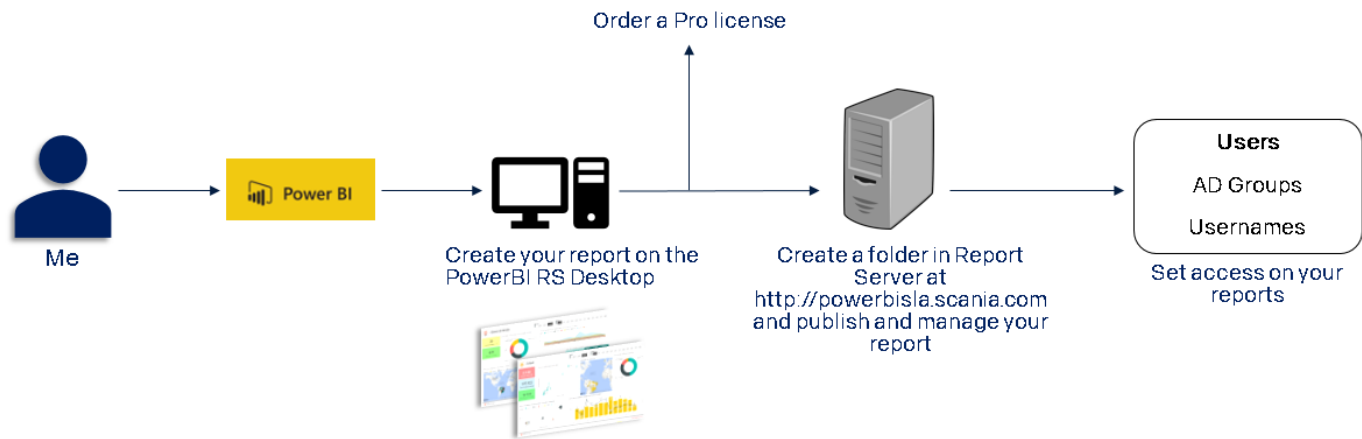 Order a Pro license
Me
Power BI
Create your report on the
PowerBI RS Desktop
Create a folder in Report
Server at
http://powerbisla.scania.com
and publish and manage your
report
Users
AD Groups
Usernames
Set access on your
reports